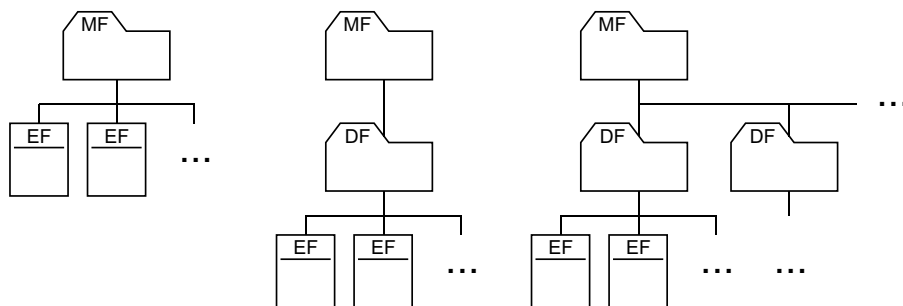 MF MF MF
EF EF ... DF DF DF ...
EF EF ... EF EF ... ...